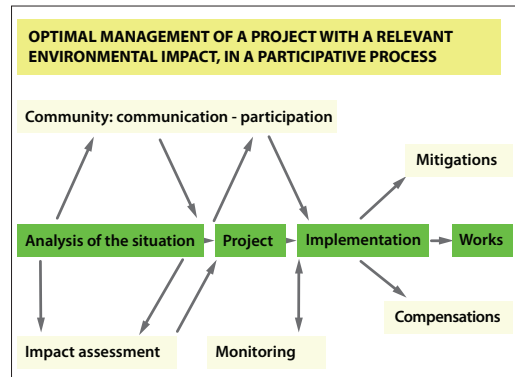 OPTIMAL MANAGEMENT OF A PROJECT WITH A RELEVANT
ENVIRONMENTAL IMPACT, IN A PARTICIPATIVE PROCESS
Community: communication - participation
Mitigations
Analysis of the situation
Project
Implementation
Works
Compensations
Impact assessment
Monitoring